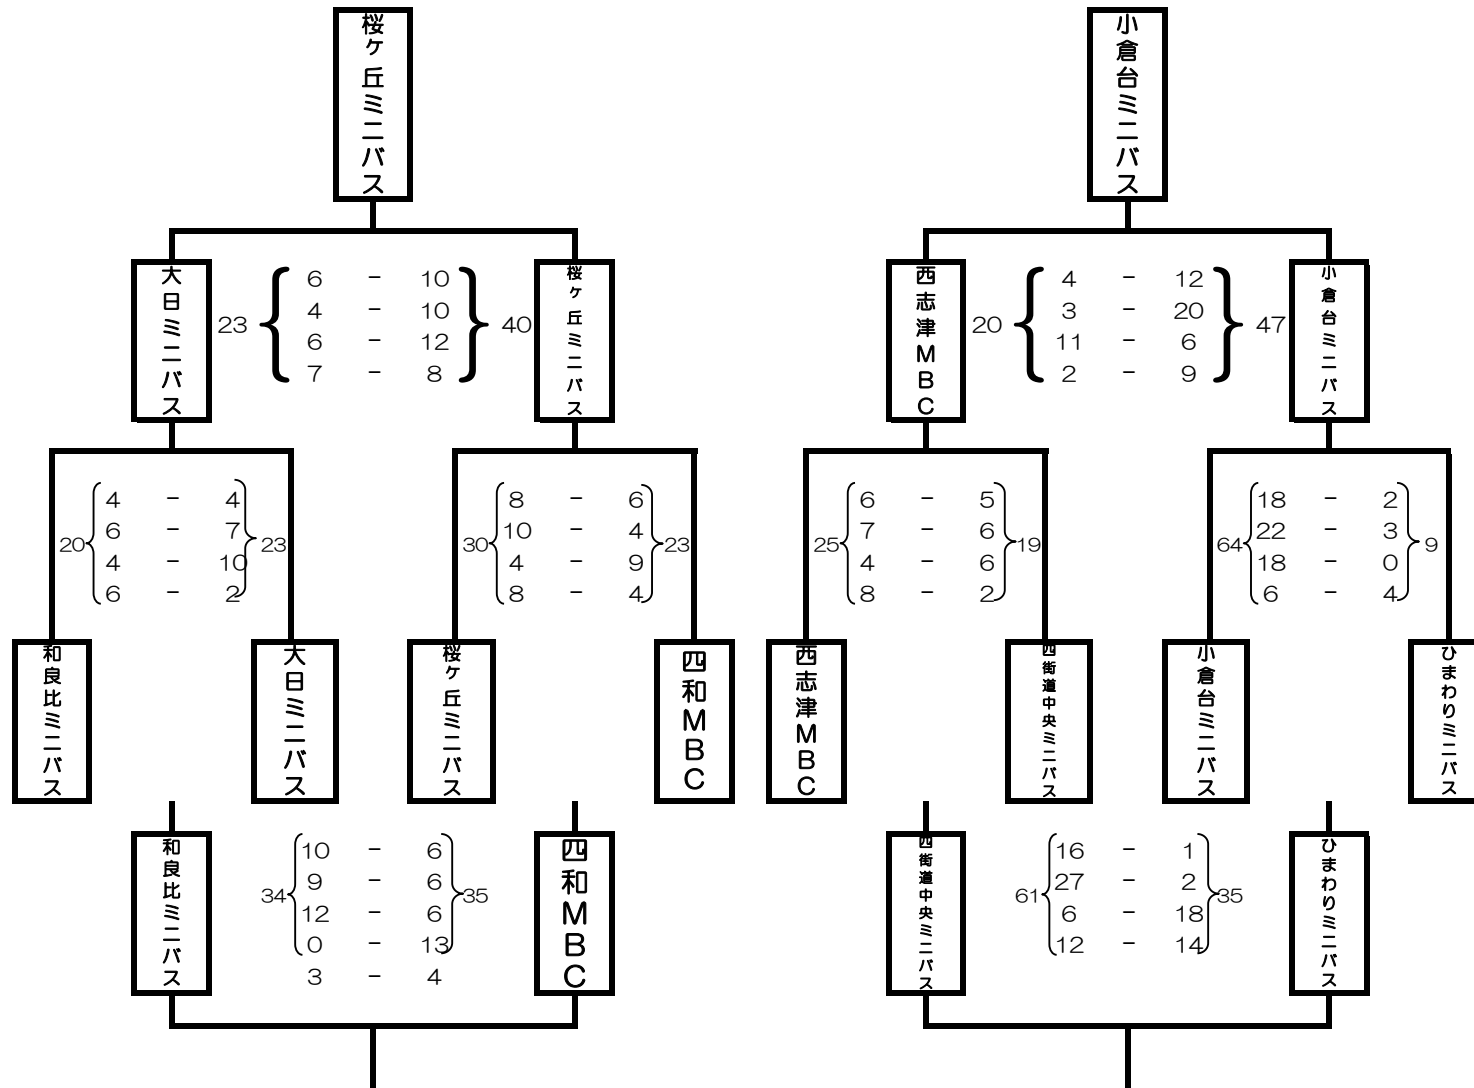 桜ヶ丘ミニバス
小倉台ミニバス
大日ミニバス
23
6 - 10
4 - 10
6 - 12
7 - 8
40
桜ヶ丘ミニバス
西志津MBC
20
4 - 12
3 - 20
11 - 6
2 - 9
47
小倉台ミニバス
20
4 - 4
6 - 7
4 - 10
6 - 2
23
30
8 - 6
10 - 4
4 - 9
8 - 4
23
25
6 - 5
7 - 6
4 - 6
8 - 2
19
64
18 - 2
22 - 3
18 - 0
6 - 4
9
和良比ミニバス
大日ミニバス
桜ヶ丘ミニバス
四和MBC
西志津MBC
四街道中央ミニバス
小倉台ミニバス
ひまわりミニバス
和良比ミニバス
34
10 - 6
9 - 6
12 - 6
0 - 13
3 - 4
35
四和MBC
四街道中央ミニバス
61
16 - 1
27 - 2
6 - 18
12 - 14
35
ひまわりミニバス